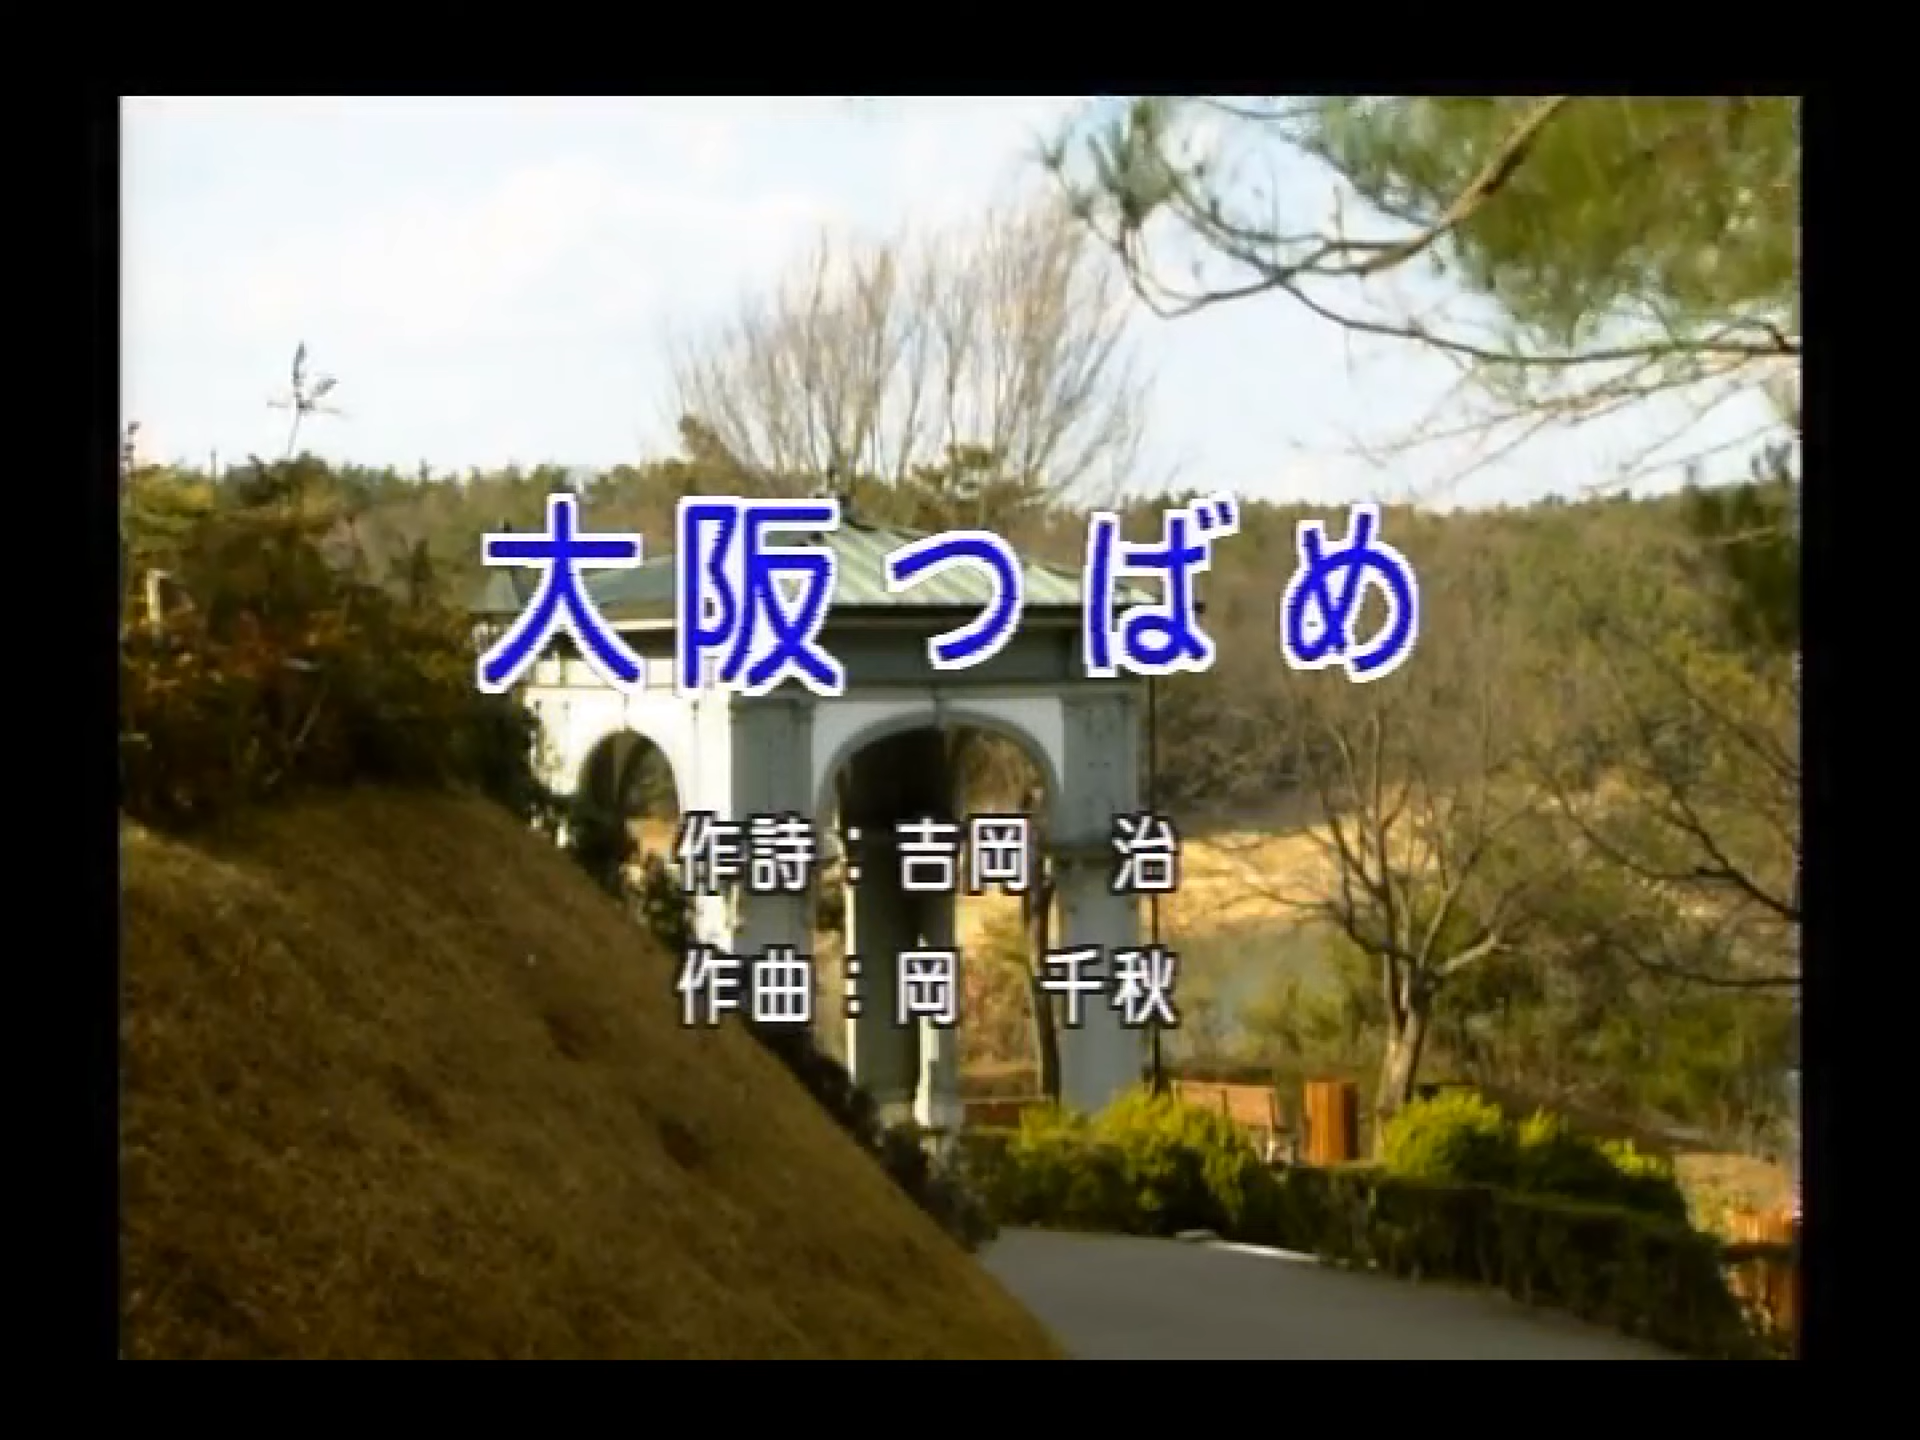 大阪つばめ
作詩：吉岡　治
作曲：岡　千秋